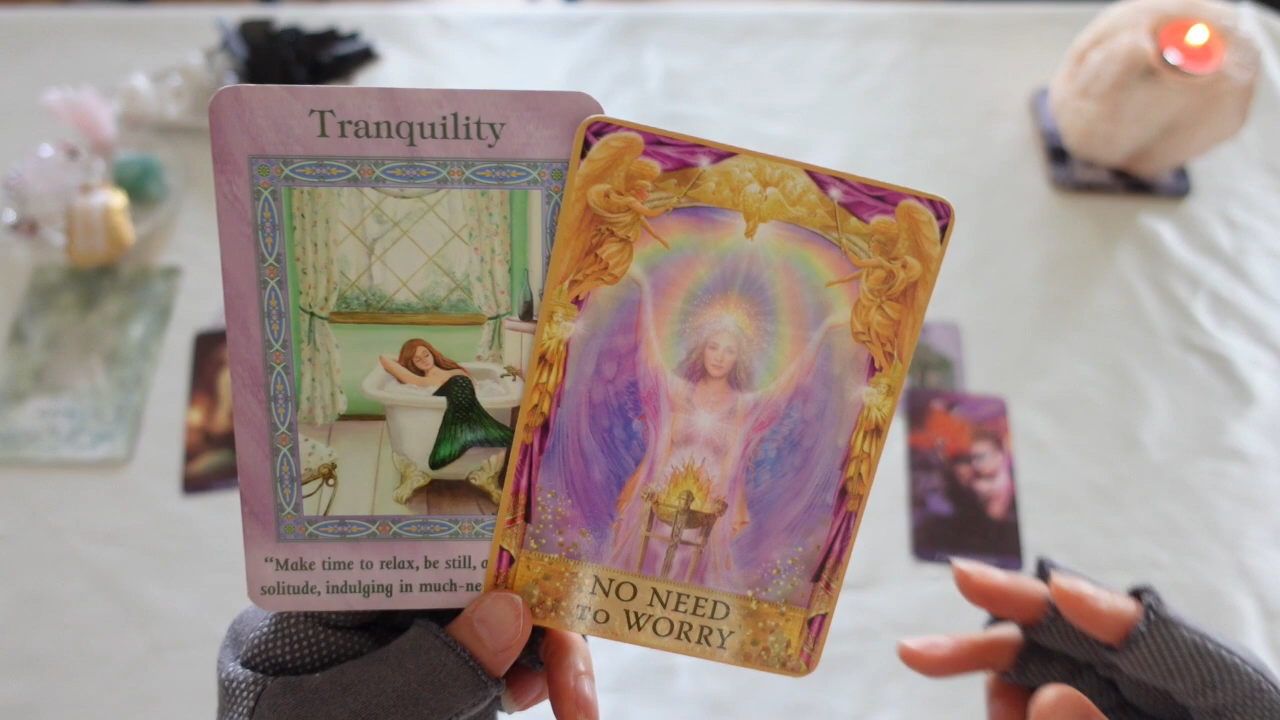 Tranquility
"Make time to relax, be still, a
solitude, indulging in much-ne
NO NEED
TO WORRY